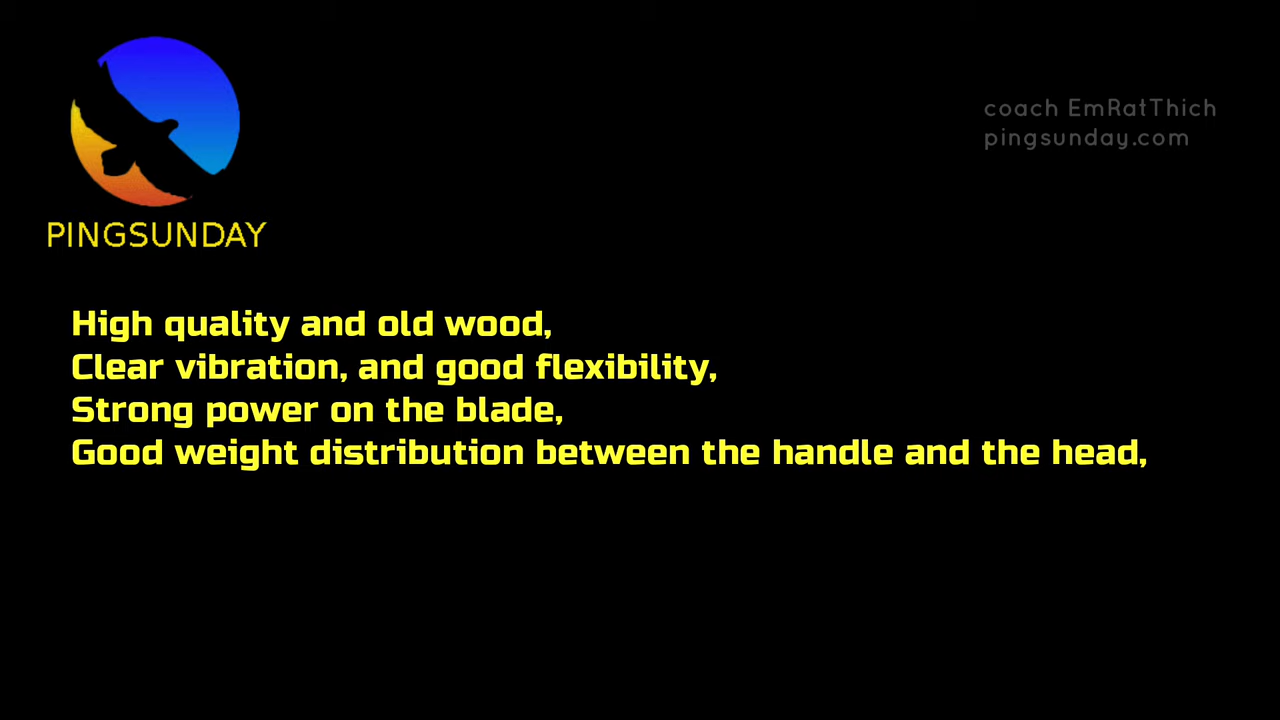 coach EmRatThich
pingsunday.com
PINGSUNDAY
High quality and old wood,
Clear vibration, and good flexibility,
Strong power on the blade,
Good weight distribution between the handle and the head,